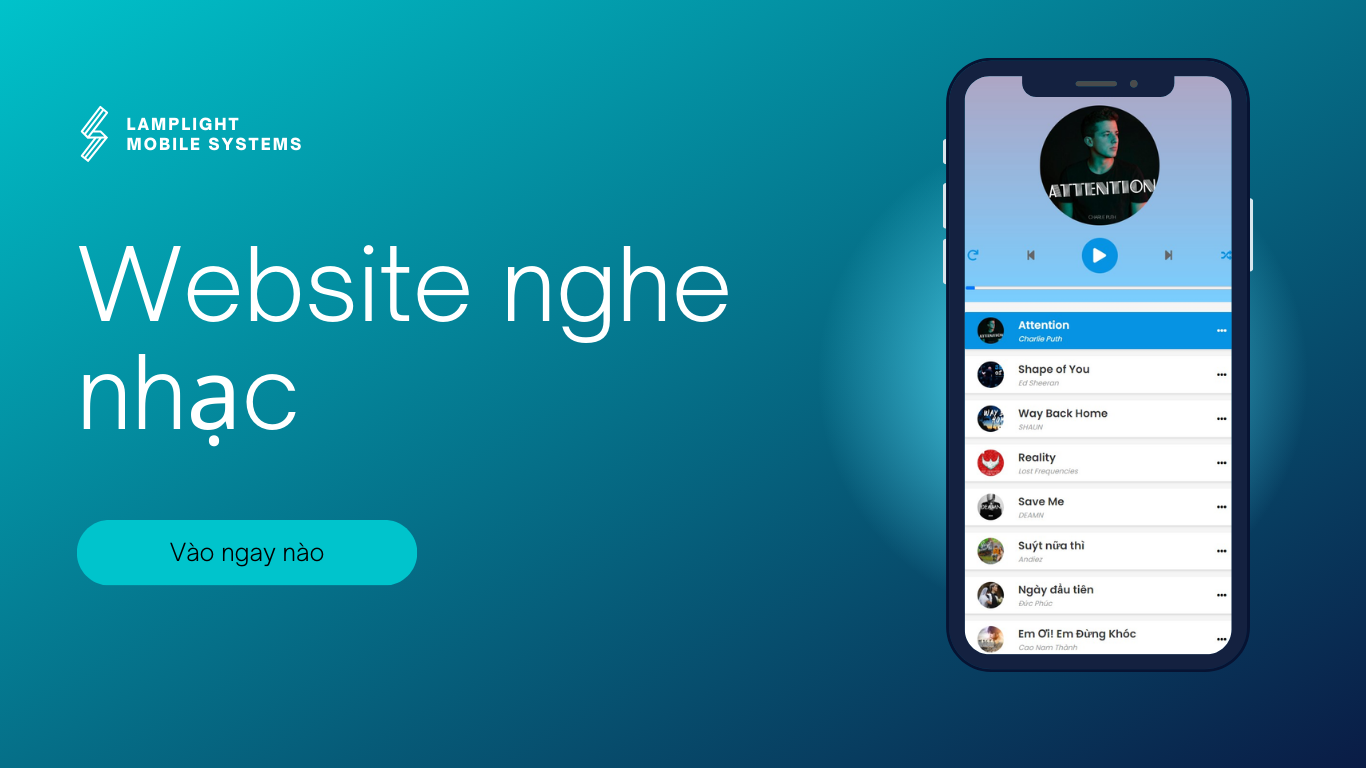 LAMPLIGHT
MOBILE SYSTEMS
Website nghe
nhạc
Vào ngay nào
ATTENTION
CHARLIE PUTH
Attention
Charlie Puth
Shape of You
Ed Sheeran
Way Back Home
SHAUN
Reality
Lost Frequencies
Save Me
DEAMN
Suýt nữa thì
Andiez
Ngày đầu tiên
Đức Phúc
Em Ơi! Em Đừng Khóc
Cao Nam Thành